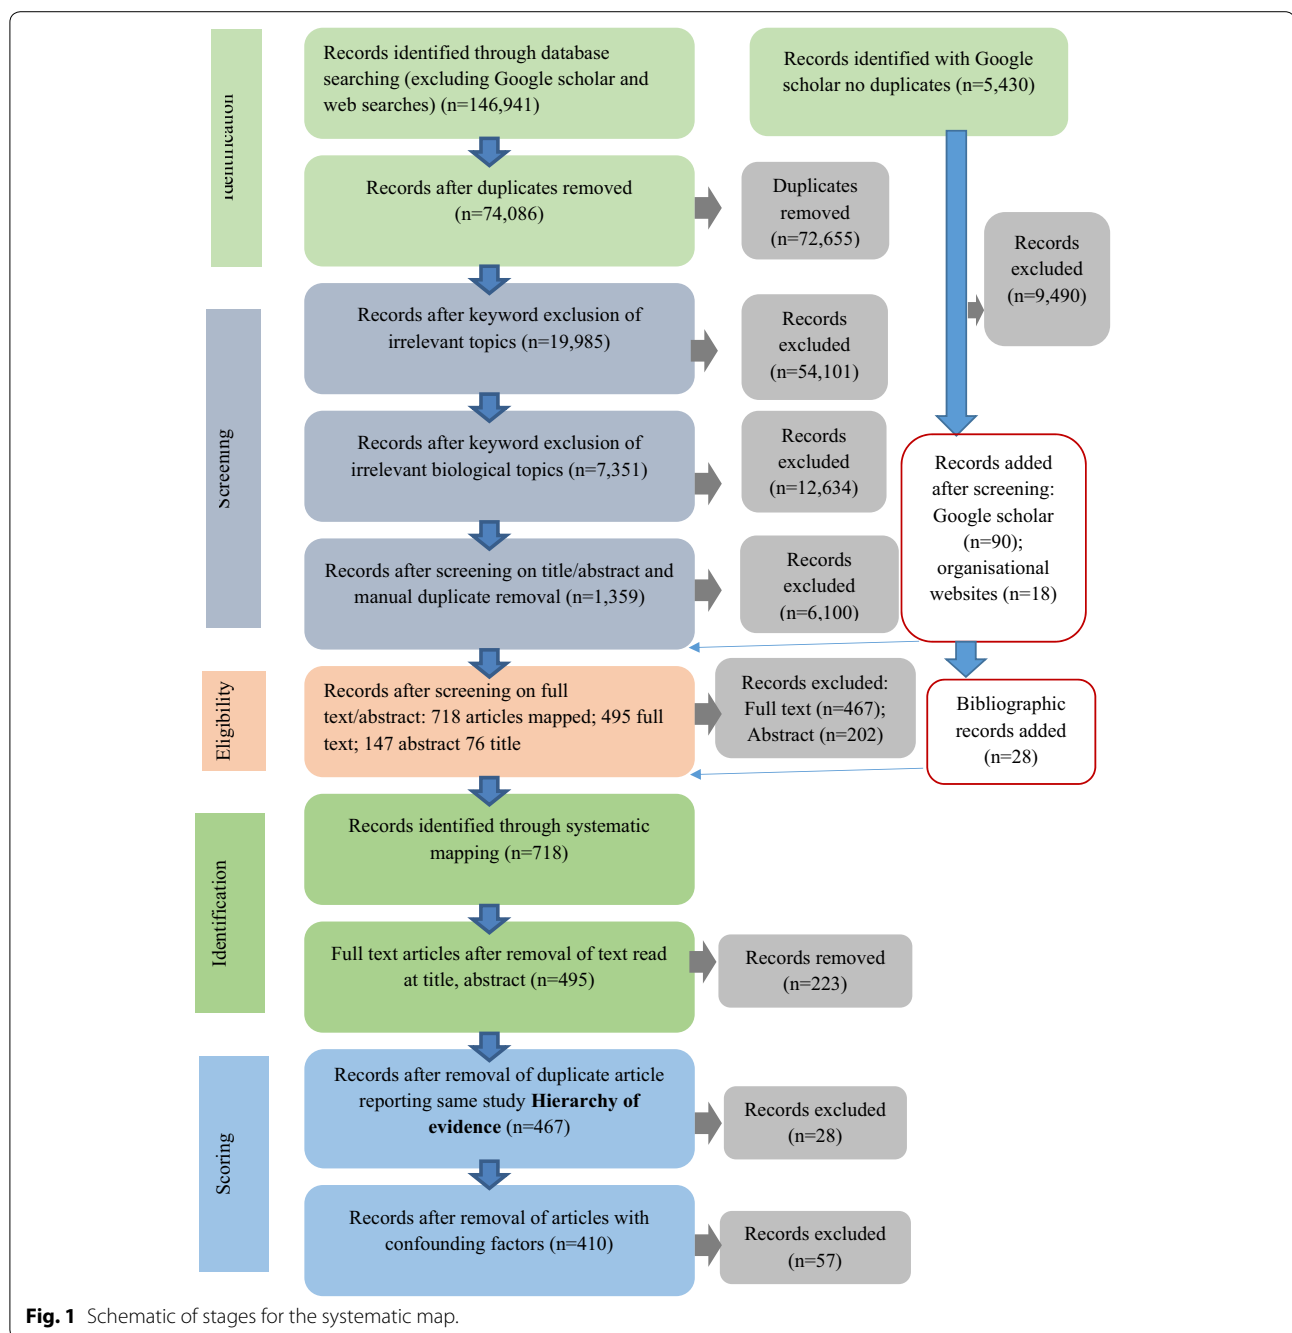 Identification
Records identified through database
searching (excluding Google scholar and
web searches) (n=146,941)
Records identified with Google
scholar no duplicates (n=5,430)
Records after duplicates removed
(n=74,086)
Duplicates
removed
(n=72,655)
Records
excluded
(n=9,490)
Screening
Records after keyword exclusion of
irrelevant topics (n=19,985)
Records
excluded
(n=54,101)
Records after keyword exclusion of
irrelevant biological topics (n=7,351)
Records
excluded
(n=12,634)
Records added
after screening:
Google scholar
(n=90);
organisational
websites (n=18)
Records after screening on title/abstract and
manual duplicate removal (n=1,359)
Records
excluded
(n=6,100)
Eligibility
Records after screening on full
text/abstract: 718 articles mapped; 495 full
text; 147 abstract 76 title
Records excluded:
Full text (n=467);
Abstract (n=202)
Bibliographic
records added
(n=28)
Identification
Records identified through systematic
mapping (n=718)
Full text articles after removal of text read
at title, abstract (n=495)
Records removed
(n=223)
Scoring
Records after removal of duplicate article
reporting same study Hierarchy of
evidence (n=467)
Records excluded
(n=28)
Records after removal of articles with
confounding factors (n=410)
Records excluded
(n=57)
Fig. 1 Schematic of stages for the systematic map.